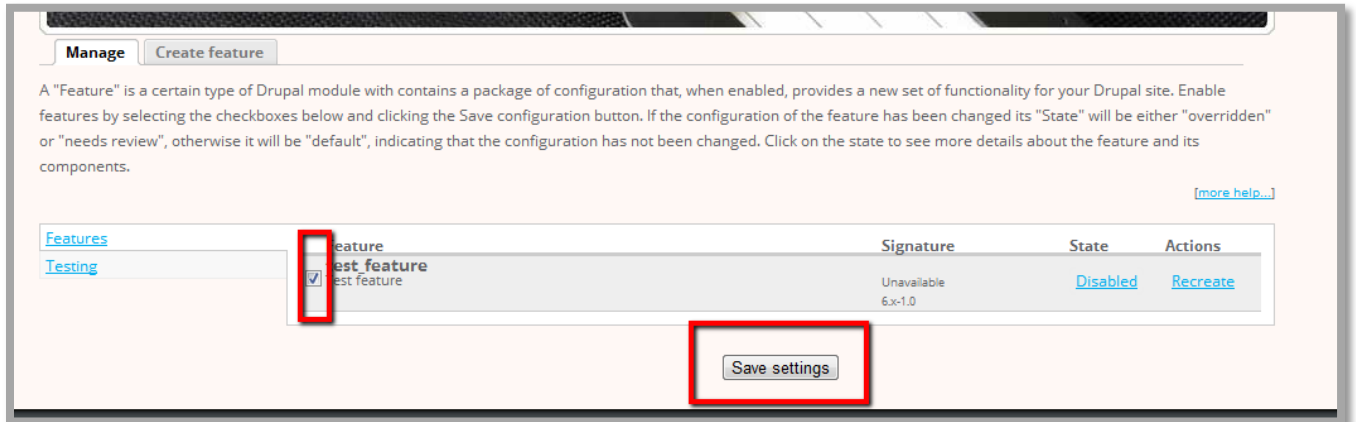 Manage Create feature
A "Feature" is a certain type of Drupal module with contains a package of configuration that, when enabled, provides a new set of functionality for your Drupal site. Enable
features by selecting the checkboxes below and clicking the Save configuration button. If the configuration of the feature has been changed its "State" will be either "overridden"
or "needs review", otherwise it will be "default", indicating that the configuration has not been changed. Click on the state to see more details about the feature and its
components.
[more help...]
Features
Feature Signature State Actions
Testing
test_feature
Test feature Unavailable Disabled Recreate
6.x-1.0
Save settings